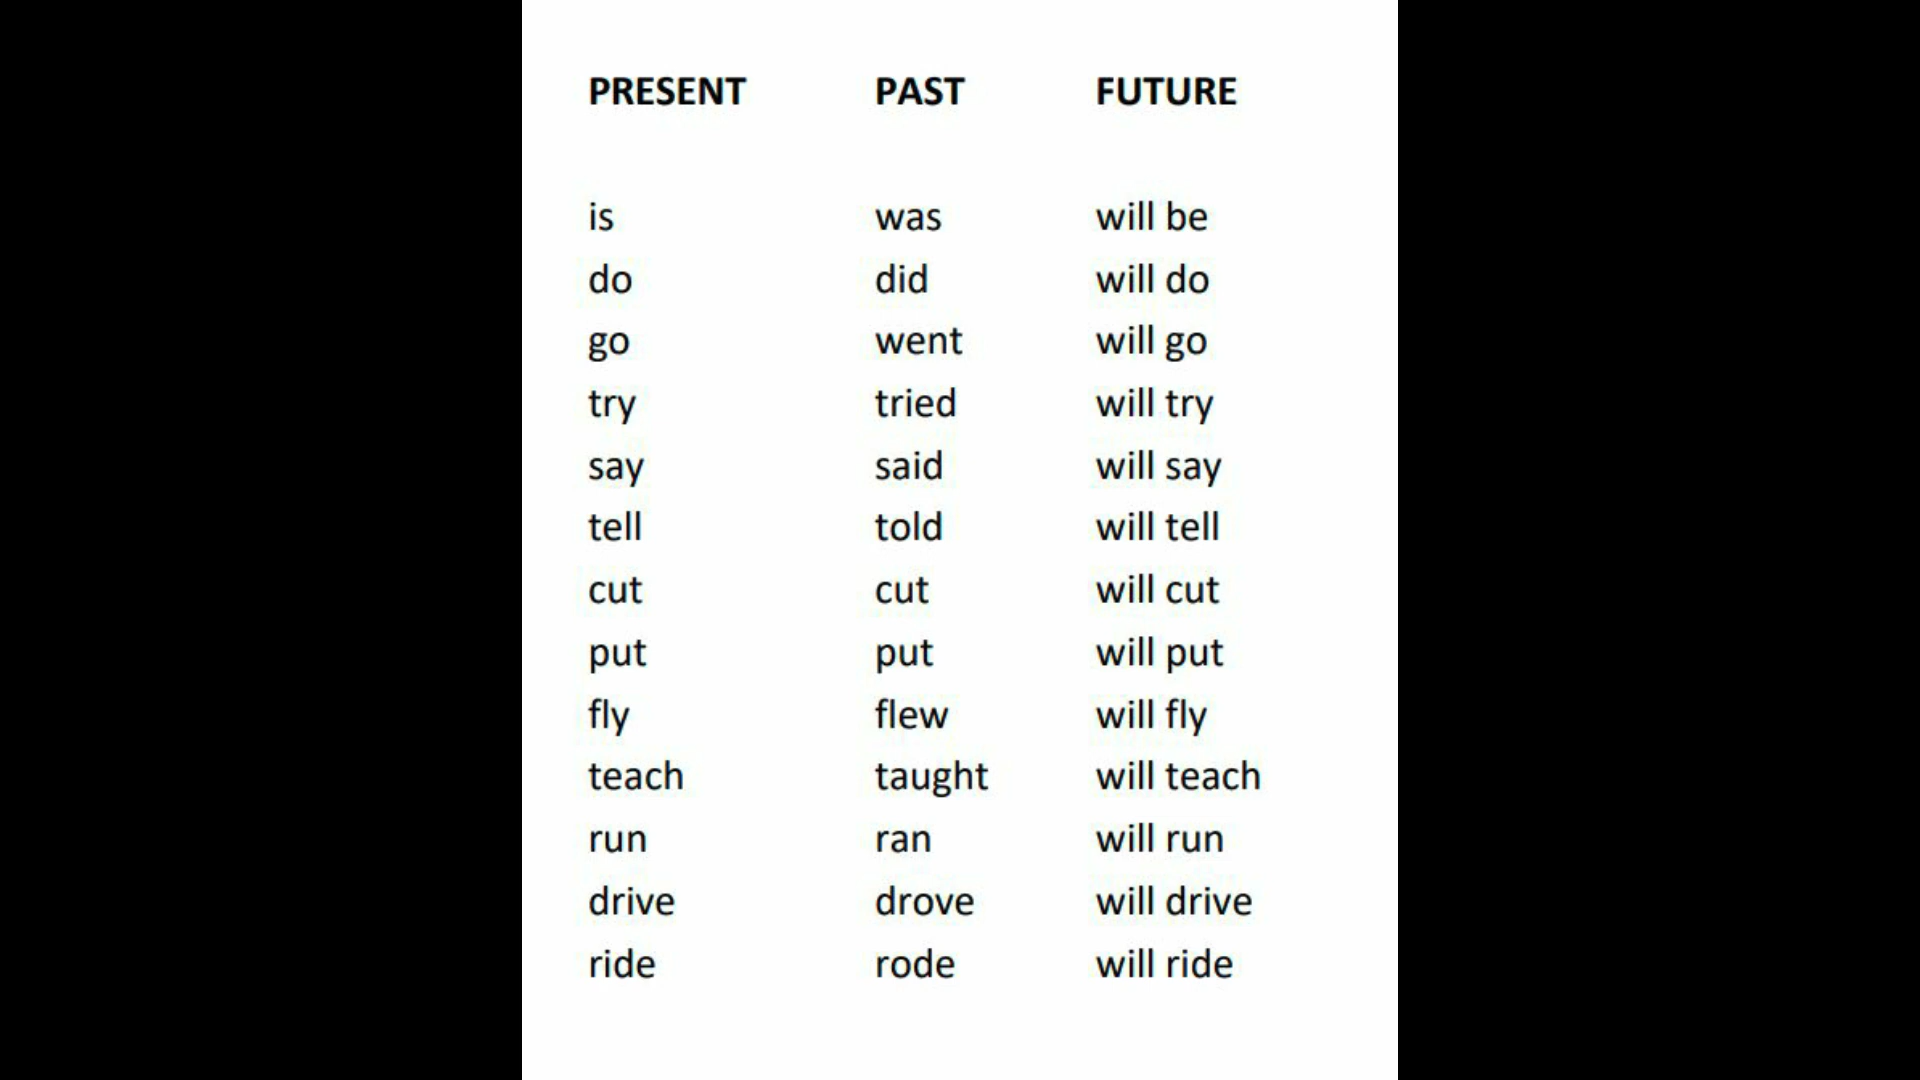 PRESENT PAST FUTURE
is was will be
do did will do
go went will go
try tried will try
say said will say
tell told will tell
cut cut will cut
put put will put
fly flew will fly
teach taught will teach
run ran will run
drive drove will drive
ride rode will ride